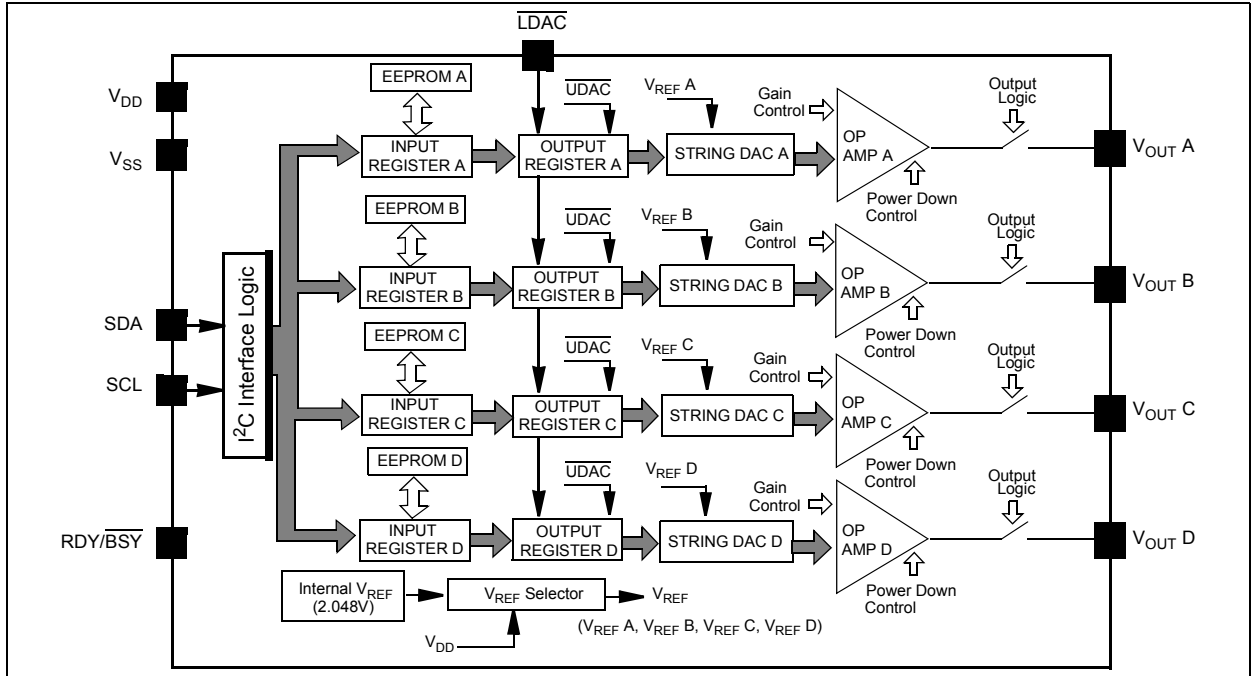 LDAC
VDD
VSS
SDA
SCL
RDY/BSY
I2C Interface Logic
EEPROM A
INPUT
REGISTER A
UDAC
OUTPUT
REGISTER A
VREF A
STRING DAC A
Gain
Control
OP
AMP A
Power Down
Control
Output
Logic
VOUT A
EEPROM B
INPUT
REGISTER B
UDAC
OUTPUT
REGISTER B
VREF B
STRING DAC B
Gain
Control
OP
AMP B
Power Down
Control
Output
Logic
VOUT B
EEPROM C
INPUT
REGISTER C
UDAC
OUTPUT
REGISTER C
VREF C
STRING DAC C
Gain
Control
OP
AMP C
Power Down
Control
Output
Logic
VOUT C
EEPROM D
INPUT
REGISTER D
UDAC
OUTPUT
REGISTER D
VREF D
STRING DAC D
Gain
Control
OP
AMP D
Power Down
Control
Output
Logic
VOUT D
Internal VREF
(2.048V)
VREF Selector
VREF
(VREF A, VREF B, VREF C, VREF D)
VDD